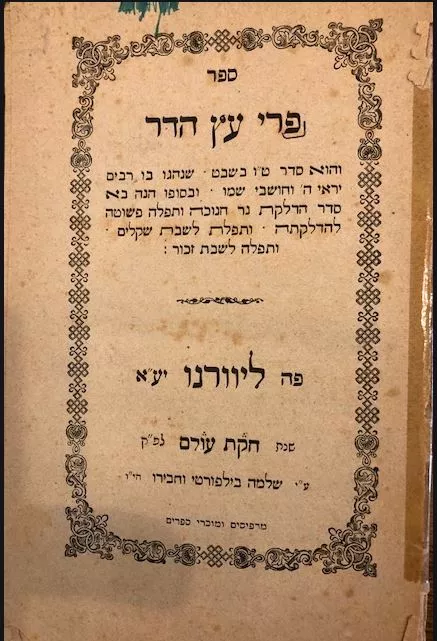 ספר
פרי עץ הדר
והוא סדר ט״ו בשבט · שנהגו בו רבים
יראי ה׳ וחושבי שמו · ובסופו הנה בא
סדר הדלקת נר חנוכה ותפלה פשוטה
להדלקתה · ותפלת לשבת שקלים
ותפלה לשבת זכור :
פה ליוורנו יע״א
שנת חקת עולם לפ״ק
ע״י שלמה בילפורטי וחבירו הי״ו
מדפיסים ומוכרי ספרים